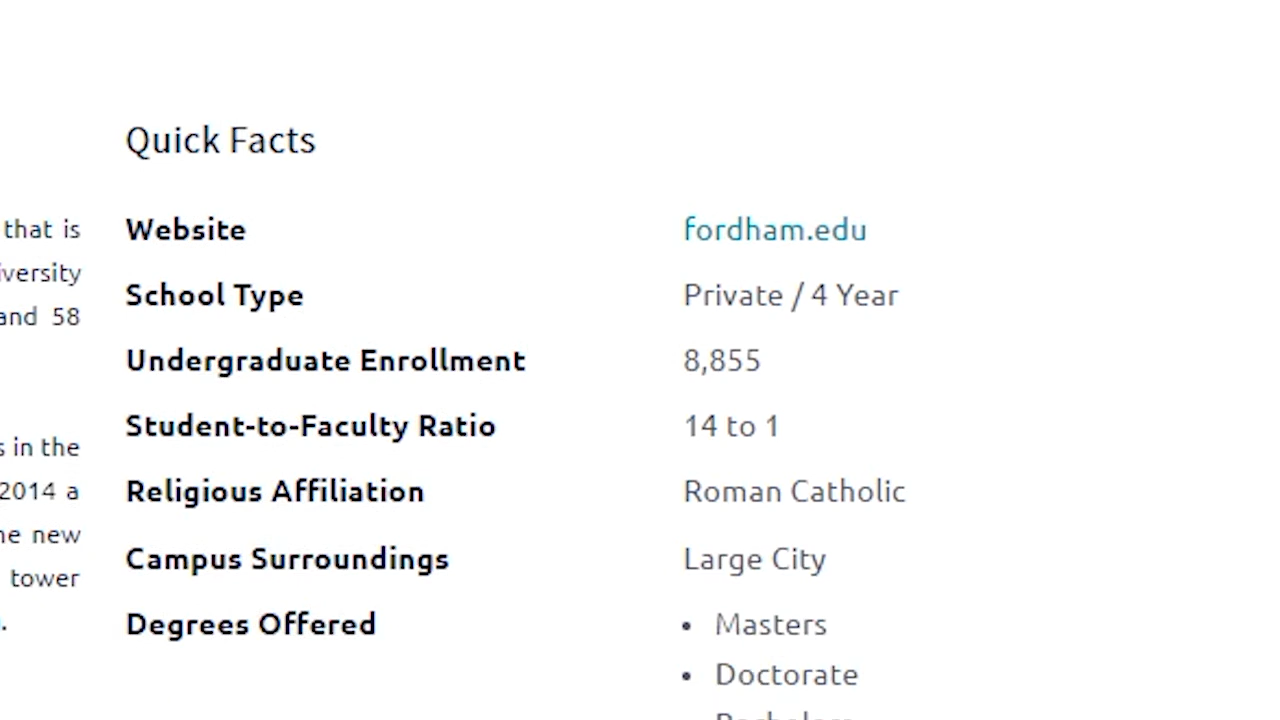 Quick Facts
that is
iversity
and 58
s in the
2014 a
he new
tower
Website fordham.edu
School Type Private / 4 Year
Undergraduate Enrollment 8,855
Student-to-Faculty Ratio 14 to 1
Religious Affiliation Roman Catholic
Campus Surroundings Large City
Degrees Offered • Masters
• Doctorate